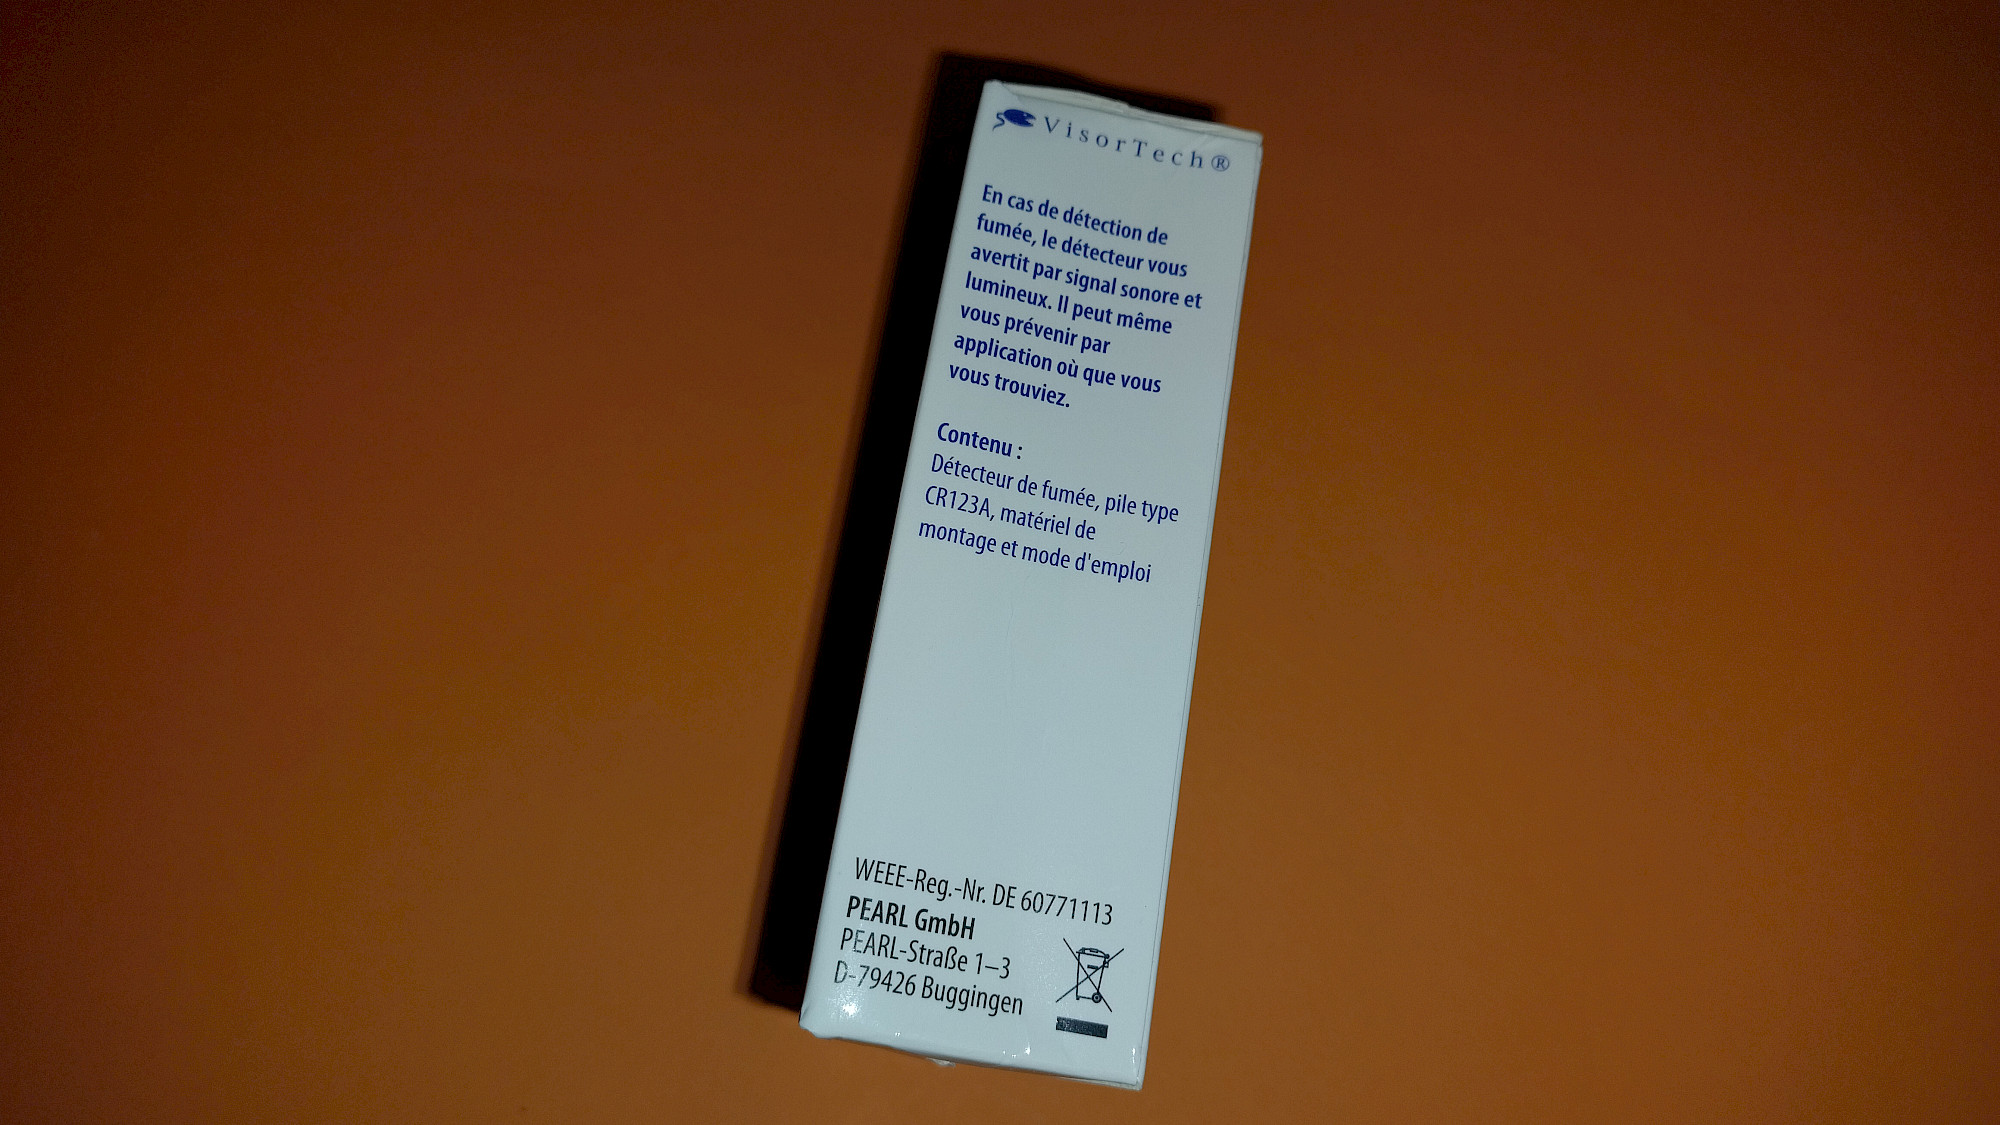 VisorTech®
En cas de détection de
fumée, le détecteur vous
avertit par signal sonore et
lumineux. Il peut même
vous prévenir par
application où que vous
vous trouviez.
Contenu :
Détecteur de fumée, pile type
CR123A, matériel de
montage et mode d'emploi
WEEE-Reg.-Nr. DE 60771113
PEARL GmbH
PEARL-Straße 1–3
D-79426 Buggingen